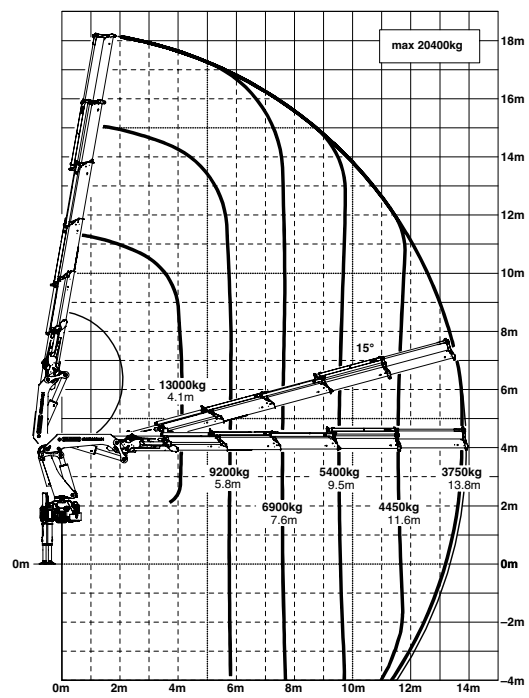 18m
max 20400kg
16m
14m
12m
10m
8m
15°
6m
13000kg
4.1m
4m
9200kg
5.8m
5400kg
9.5m
3750kg
13.8m
6900kg
7.6m
4450kg
11.6m
2m
0m
0m
–2m
–4m
0m
2m
4m
6m
8m
10m
12m
14m